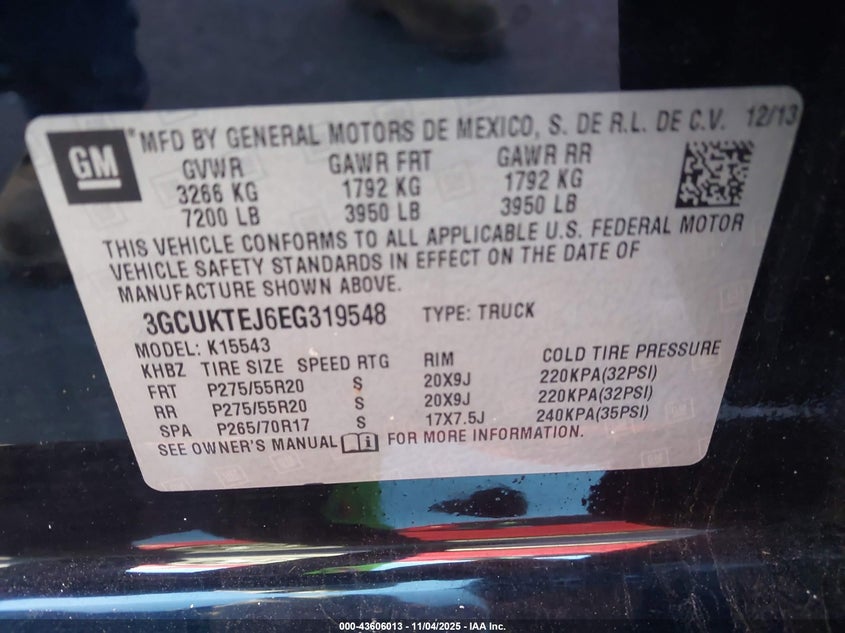 GM
® MFD BY GENERAL MOTORS DE MEXICO, S. DE R.L. DE C.V. 12/13
GVWR GAWR FRT GAWR RR
3266 KG 1792 KG 1792 KG
7200 LB 3950 LB 3950 LB
THIS VEHICLE CONFORMS TO ALL APPLICABLE U.S. FEDERAL MOTOR
VEHICLE SAFETY STANDARDS IN EFFECT ON THE DATE OF
MANUFACTURE SHOWN ABOVE.
3GCUKTEJ6EG319548 TYPE: TRUCK
MODEL: K15543
KHBZ TIRE SIZE SPEED RTG RIM COLD TIRE PRESSURE
FRT P275/55R20 S 20X9J 220KPA(32PSI)
RR P275/55R20 S 20X9J 220KPA(32PSI)
SPA P265/70R17 S 17X7.5J 240KPA(35PSI)
SEE OWNER'S MANUAL FOR MORE INFORMATION.
000-43606013 - 11/04/2025 - IAA Inc.